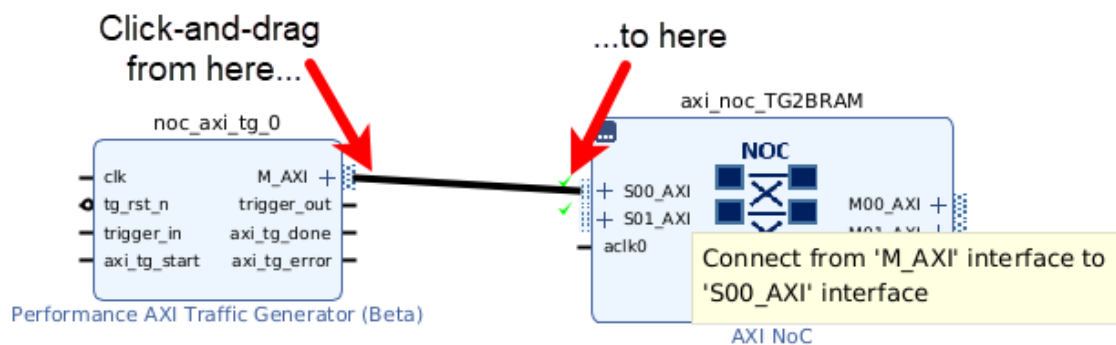 Click-and-drag
from here...
...to here
noc_axi_tg_0
axi_noc_TG2BRAM
clk
M_AXI
tg_rst_n
trigger_out
trigger_in
axi_tg_done
axi_tg_start
axi_tg_error
Performance AXI Traffic Generator (Beta)
...
NOC
S00_AXI
S01_AXI
aclk0
M00_AXI
M01_AXI
Connect from 'M_AXI' interface to
'S00_AXI' interface
AXI NoC